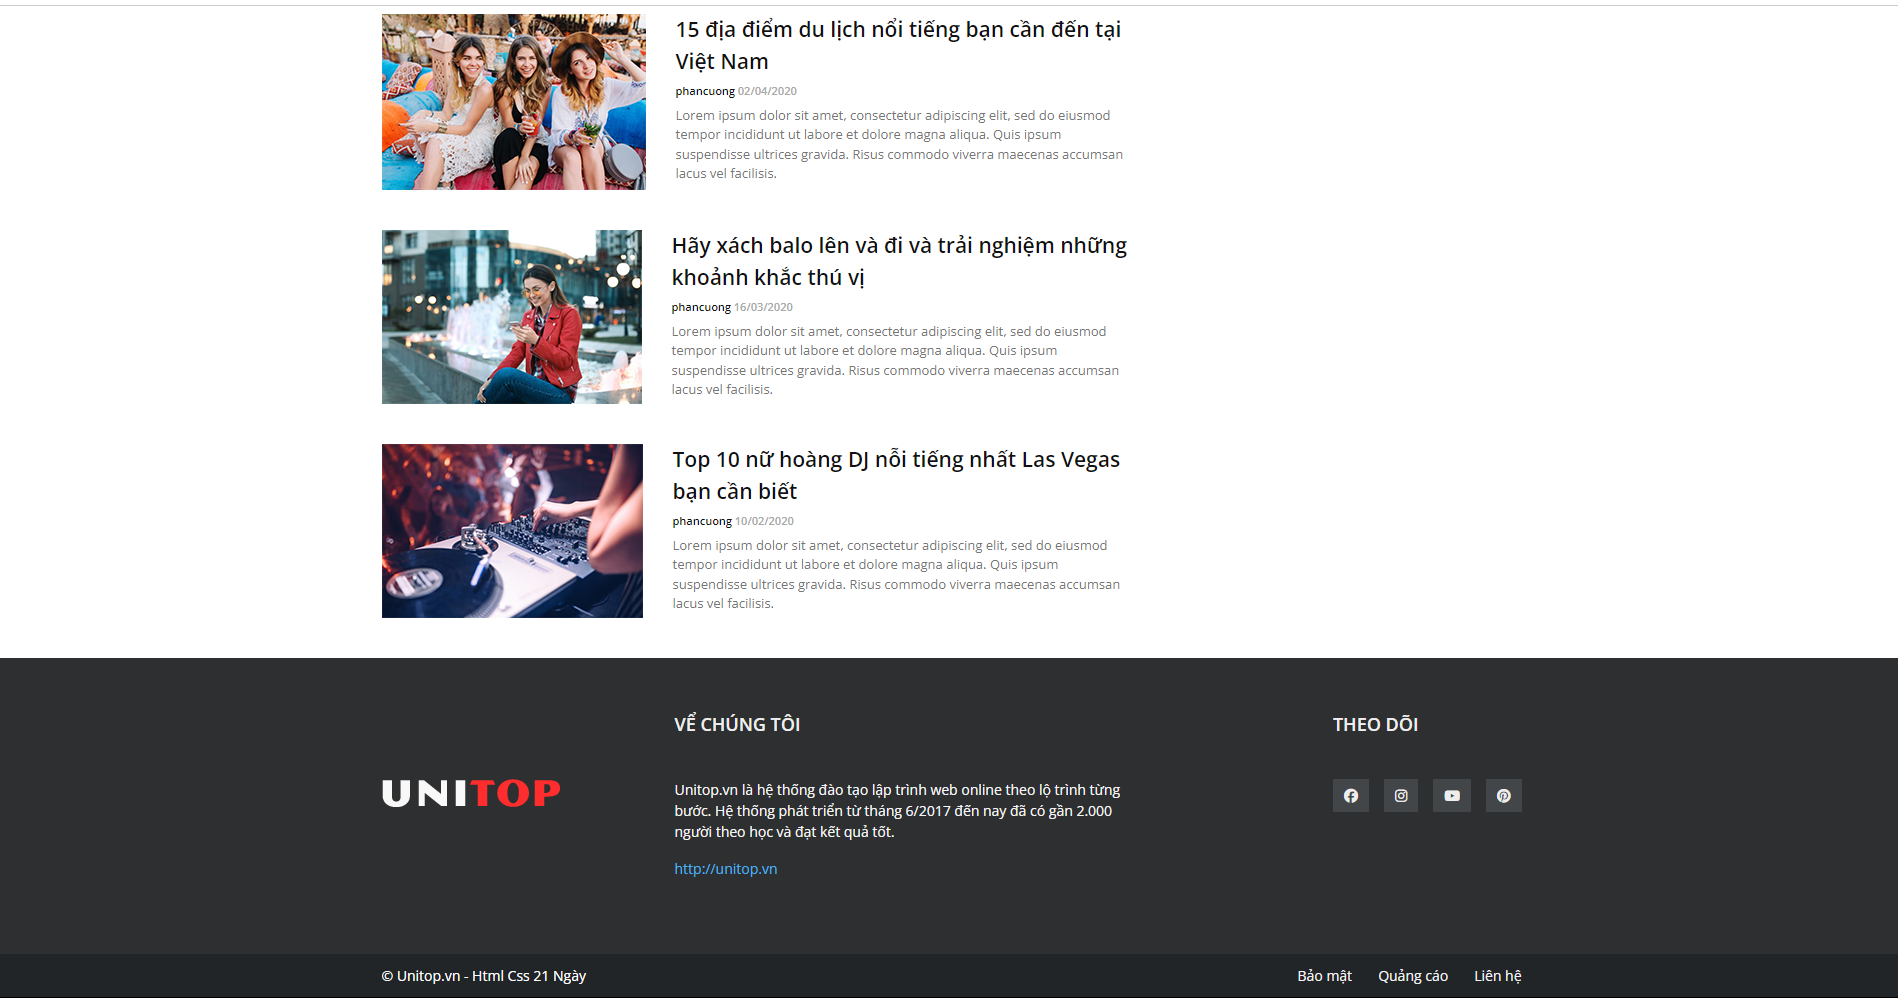 15 địa điểm du lịch nổi tiếng bạn cần đến tại
Việt Nam
phancuong 02/04/2020
Lorem ipsum dolor sit amet, consectetur adipiscing elit, sed do eiusmod
tempor incididunt ut labore et dolore magna aliqua. Quis ipsum
suspendisse ultrices gravida. Risus commodo viverra maecenas accumsan
lacus vel facilisis.
Hãy xách balo lên và đi và trải nghiệm những
khoảnh khắc thú vị
phancuong 16/03/2020
Lorem ipsum dolor sit amet, consectetur adipiscing elit, sed do eiusmod
tempor incididunt ut labore et dolore magna aliqua. Quis ipsum
suspendisse ultrices gravida. Risus commodo viverra maecenas accumsan
lacus vel facilisis.
Top 10 nữ hoàng DJ nỗi tiếng nhất Las Vegas
bạn cần biết
phancuong 10/02/2020
Lorem ipsum dolor sit amet, consectetur adipiscing elit, sed do eiusmod
tempor incididunt ut labore et dolore magna aliqua. Quis ipsum
suspendisse ultrices gravida. Risus commodo viverra maecenas accumsan
lacus vel facilisis.
UNITOP
VỀ CHÚNG TÔI
Unitop.vn là hệ thống đào tạo lập trình web online theo lộ trình từng
bước. Hệ thống phát triển từ tháng 6/2017 đến nay đã có gần 2.000
người theo học và đạt kết quả tốt.
http://unitop.vn
THEO DÕI
© Unitop.vn - Html Css 21 Ngày
Bảo mật Quảng cáo Liên hệ